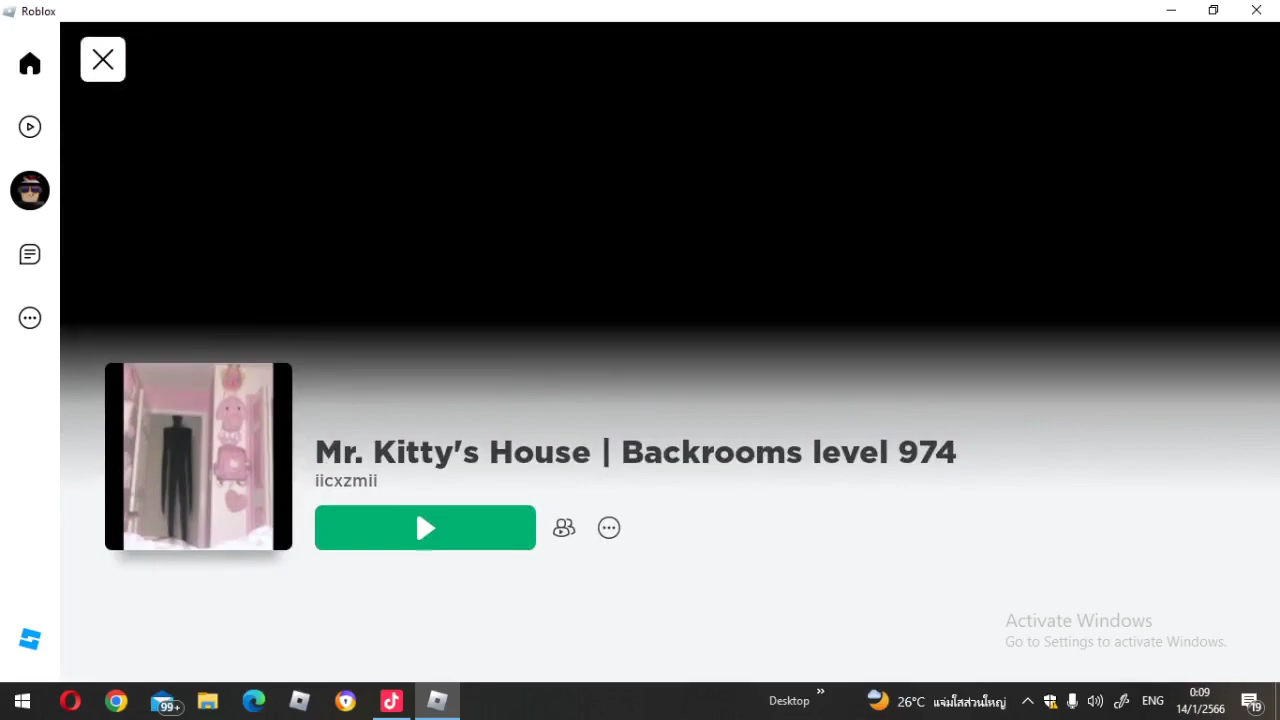 Roblox
Mr. Kitty's House | Backrooms level 974
iicxzmii
Activate Windows
Go to Settings to activate Windows.
99+
Desktop
26°C แจ่มใสส่วนใหญ่
ENG
0:09
14/1/2566
19